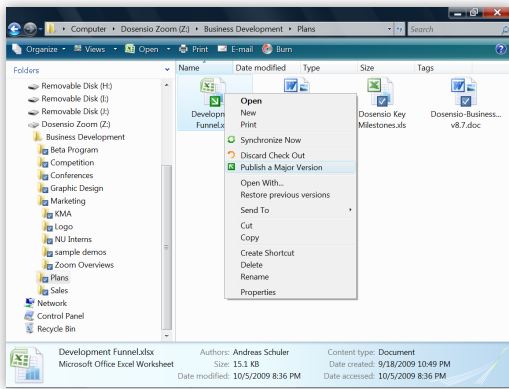 Computer ▸ Dosensio Zoom (Z:) ▸ Business Development ▸ Plans
Search
Organize Views Open Print E-mail Burn
Folders
Name Date modified Type Size Tags
Removable Disk (H:)
Removable Disk (I:)
Removable Disk (J:)
Dosensio Zoom (Z:)
Business Development
Beta Program
Competition
Conferences
Graphic Design
Marketing
KMA
Logo
NU Interns
sample demos
Zoom Overviews
Plans
Sales
Network
Control Panel
Recycle Bin
Developm
Funnel.x
Dosensio Key
Milestones.xls
Dosensio-Business...
v8.7.doc
Open
New
Print
Synchronize Now
Discard Check Out
Publish a Major Version
Open With...
Restore previous versions
Send To
Cut
Copy
Create Shortcut
Delete
Rename
Properties
Development Funnel.xlsx
Microsoft Office Excel Worksheet
Authors: Andreas Schuler
Size: 15.1 KB
Date modified: 10/5/2009 8:36 PM
Content type: Document
Date created: 9/18/2009 10:49 PM
Date accessed: 10/5/2009 8:36 PM